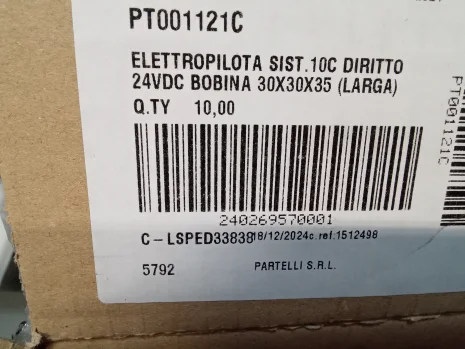 PT001121C
ELETTROPILOTA SIST.10C DIRITTO
24VDC BOBINA 30X30X35 (LARGA)
Q.TY 10,00
240269570001
C-LSPED33838 18/12/2024 c.ref.1512498
5792 PARTELLI S.R.L.
PT001121C